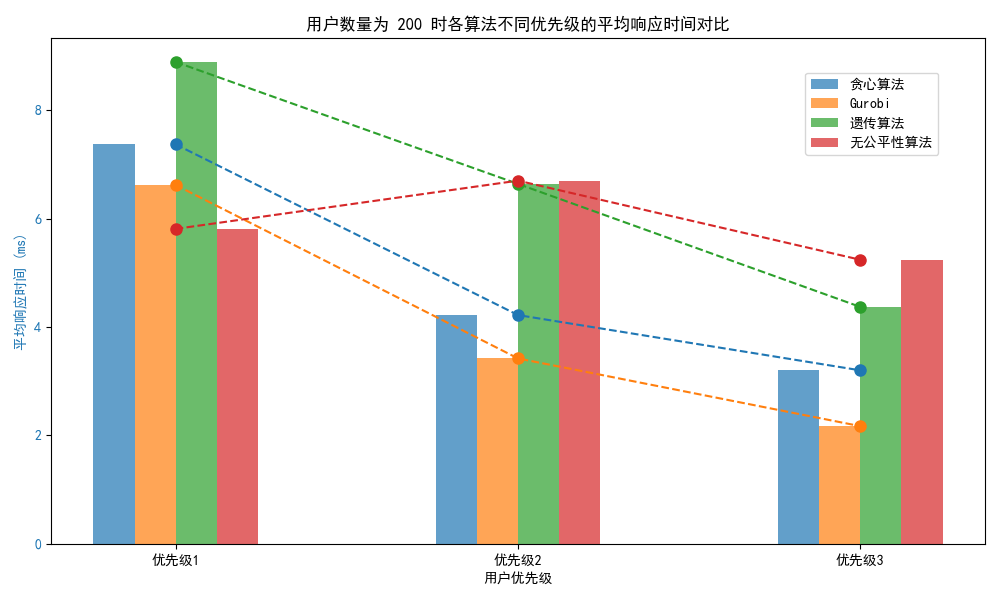 用户数量为 200 时各算法不同优先级的平均响应时间对比
平均响应时间 (ms)
8
6
4
2
0
贪心算法
Gurobi
遗传算法
无公平性算法
优先级1
优先级2
优先级3
用户优先级